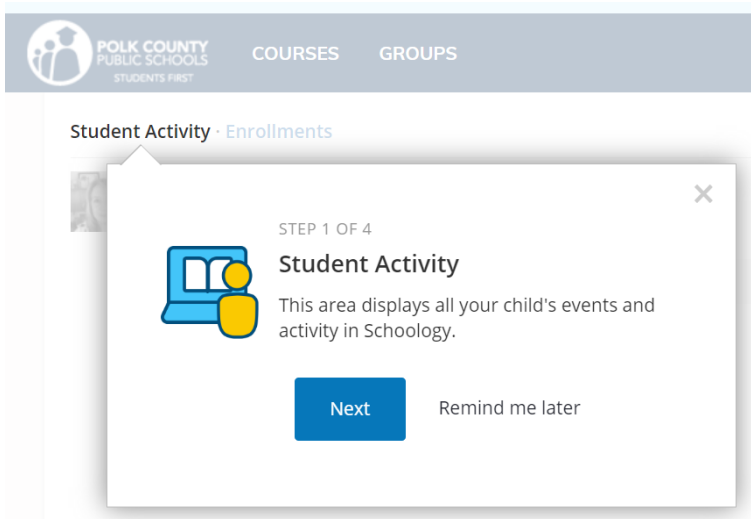 POLK COUNTY
PUBLIC SCHOOLS
STUDENTS FIRST
COURSES GROUPS
Student Activity · Enrollments
STEP 1 OF 4
Student Activity
This area displays all your child's events and
activity in Schoology.
Next Remind me later